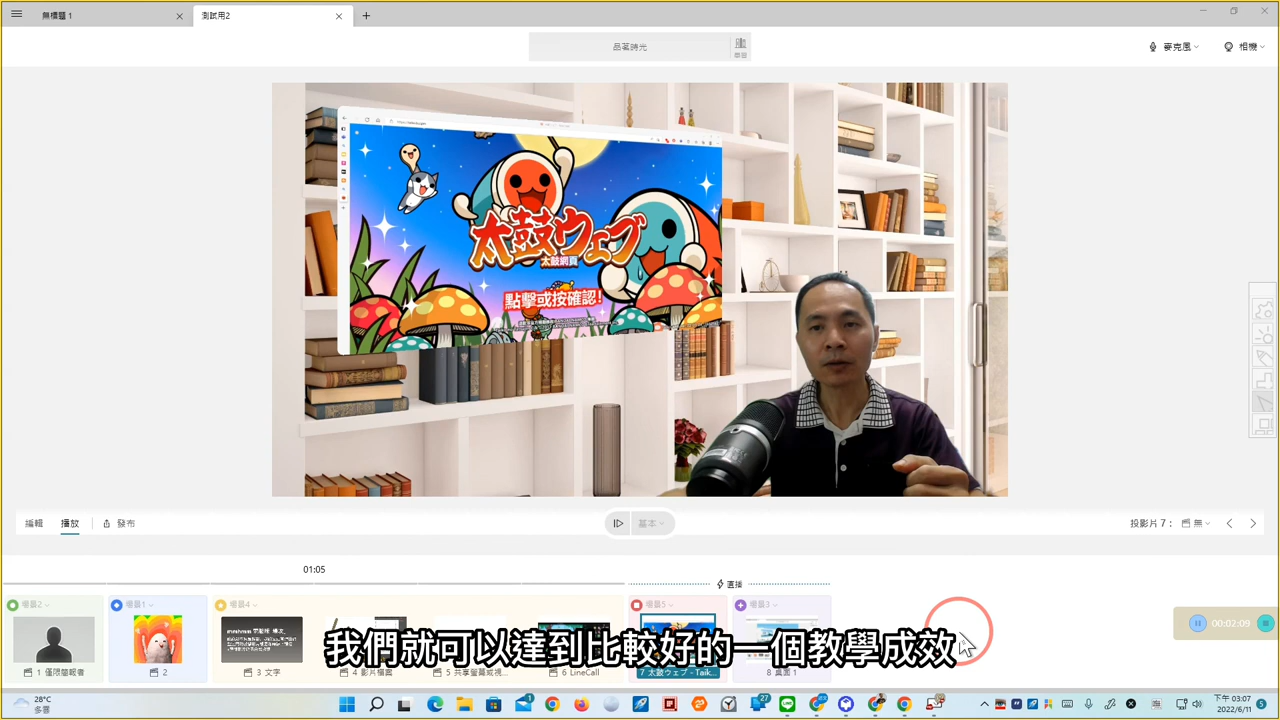 無標題 1
測試用2
品茗時光
麥克風
相機
太鼓ウェブ
太鼓網頁
點擊或按確認!
編輯
播放
發布
基本
投影片 7：
無
01:05
直播
場景2
場景1
場景4
場景5
場景3
1 僅限簡報者
2
3 文字
4 影片檔案
5 共享螢幕或視...
6 LineCall
7 太鼓ウェブ - Taik...
8 桌面 1
我們就可以達到比較好的一個教學成效
00:02:09
28°C
多雲
1
27
下午 03:07
2022/6/11
5